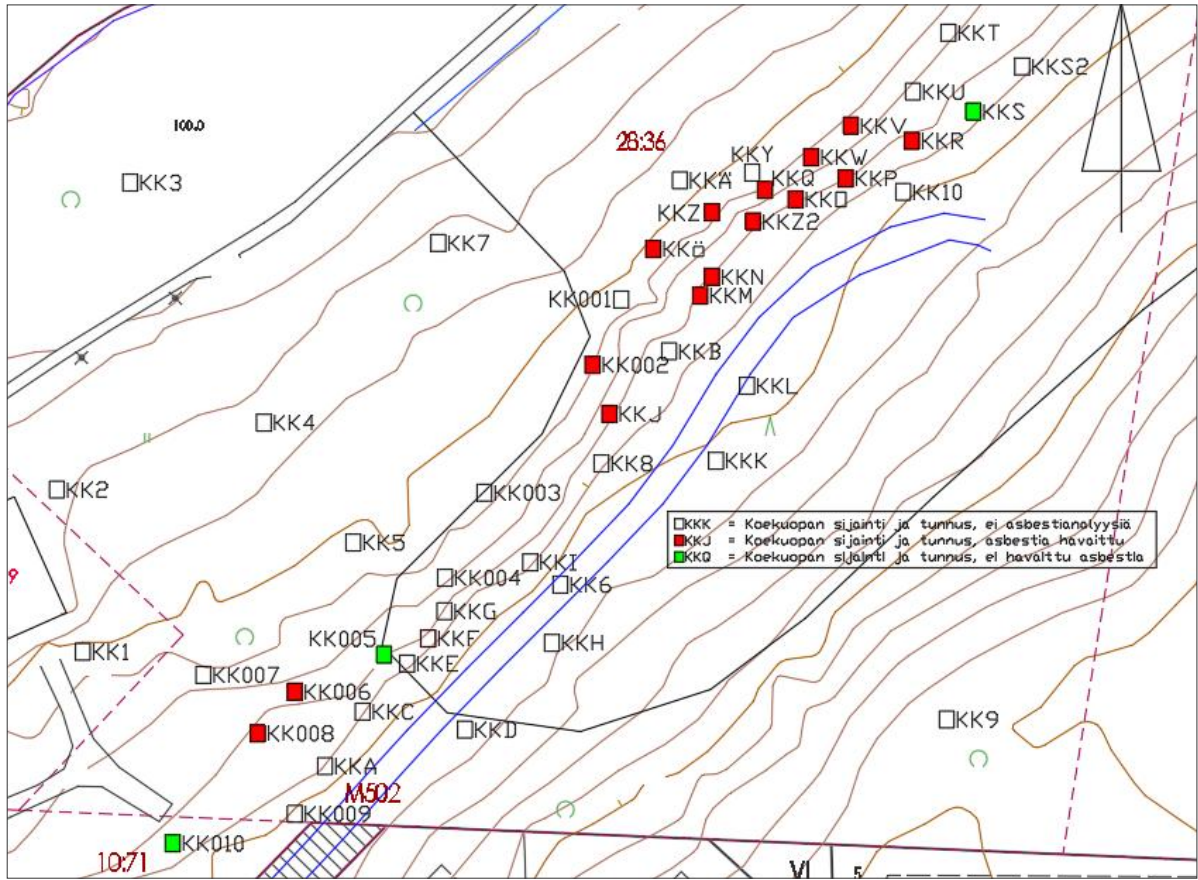 KKT
KKS2
KKU
KKS
100.0
28:36
KKV
KKR
KKY
KKW
KK3
KKÄ
KKQ
KKP
KK10
KKO
KKZ
KKZ2
KK7
KKÖ
KKN
KK001
KKM
KKB
KK002
KKL
KKJ
KK4
KK8
KKK
KK2
KK003
KKK = Koekuopan sijainti ja tunnus, ei asbestianalyysiä
KKJ = Koekuopan sijainti ja tunnus, asbestia havaittu
KKQ = Koekuopan sijainti ja tunnus, ei havaittu asbestia
KK5
KKI
9
KK004
KK6
KKG
KK005
KKF
KKH
KK1
KKE
KK007
KK006
KKC
KK9
KK008
KKD
KKA
M502
KK009
KK010
10:71
VI
5